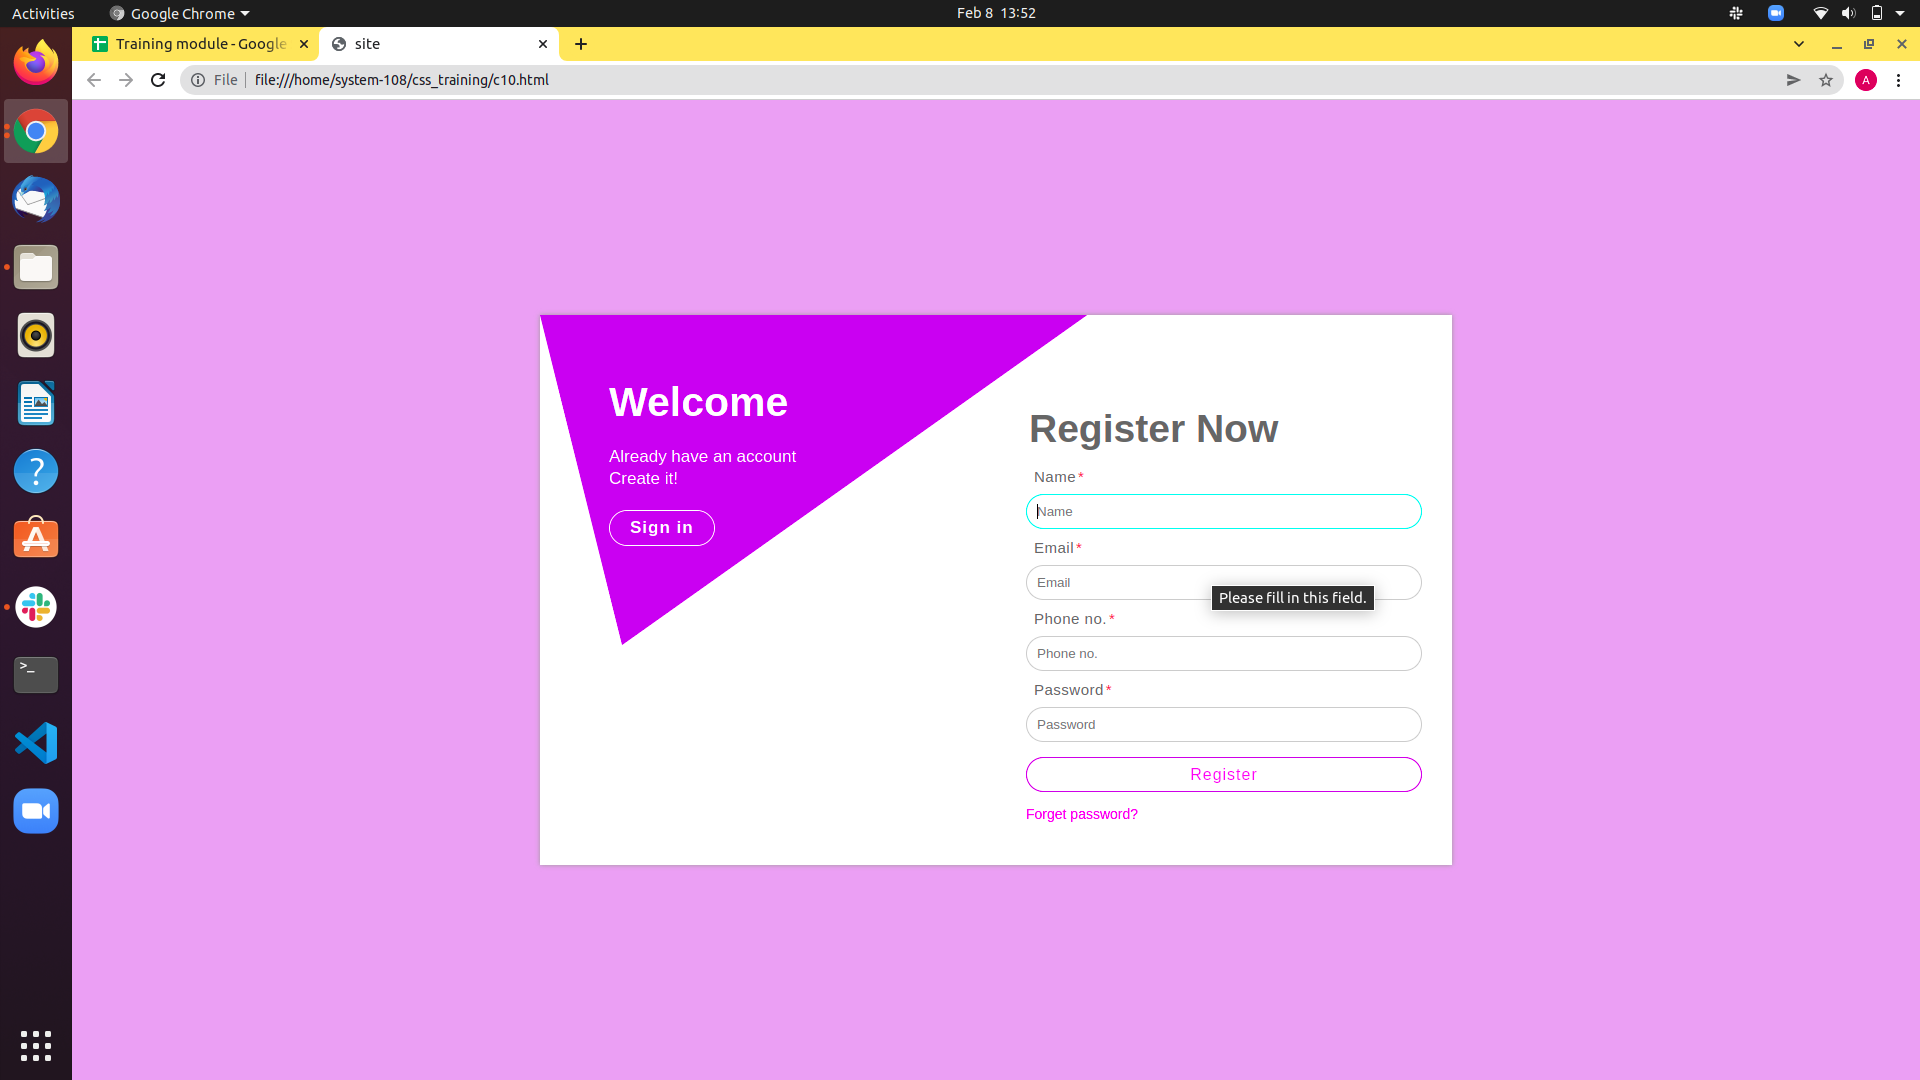 Activities
Google Chrome
Feb 8 13:52
Training module - Google
site
File
file:///home/system-108/css_training/c10.html
A
Welcome
Already have an account
Create it!
Sign in
Register Now
Name*
Name
Email*
Email
Please fill in this field.
Phone no.*
Phone no.
Password*
Password
Register
Forget password?